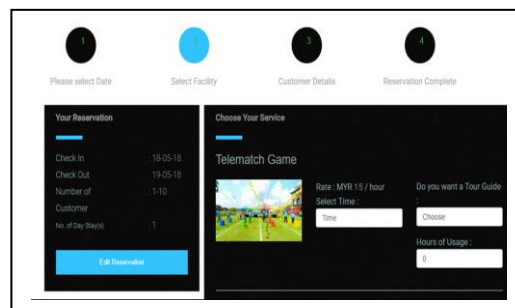 1
2
3
4
Please select Date
Select Facility
Customer Details
Reservation Complete
Your Reservation
Check In : 18-05-18
Check Out : 19-05-18
Number of : 1-10
Customer
No. of Day Stay(s) : 1
Edit Reservation
Choose Your Service
Telematch Game
Rate : MYR 15 / hour
Select Time :
Time
Do you want a Tour Guide
:
Choose
Hours of Usage :
0